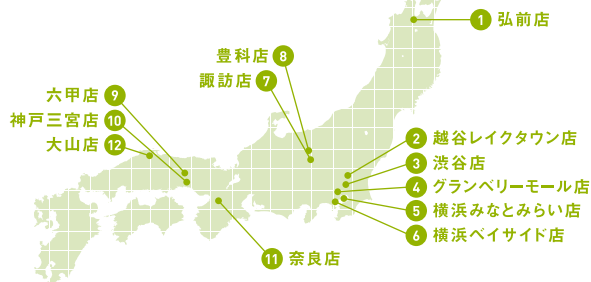 1 弘前店
豊科店 8
諏訪店 7
六甲店 9
神戸三宮店 10
大山店 12
2 越谷レイクタウン店
3 渋谷店
4 グランベリーモール店
5 横浜みなとみらい店
6 横浜ベイサイド店
11 奈良店